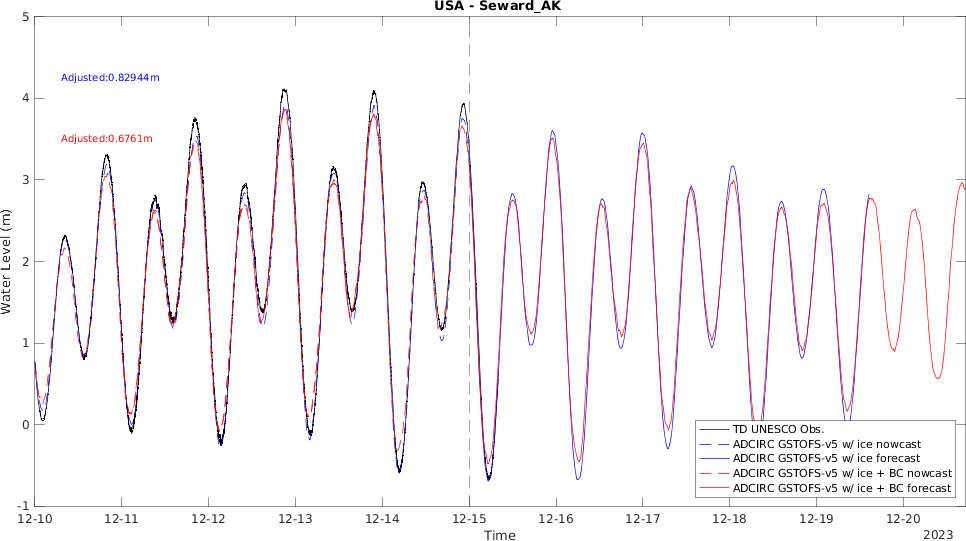 USA - Seward_AK
5
4
3
2
1
0
-1
Water Level (m)
Adjusted:0.82944m
Adjusted:0.6761m
TD UNESCO Obs.
ADCIRC GSTOFS-v5 w/ ice nowcast
ADCIRC GSTOFS-v5 w/ ice forecast
ADCIRC GSTOFS-v5 w/ ice + BC nowcast
ADCIRC GSTOFS-v5 w/ ice + BC forecast
12-10 12-11 12-12 12-13 12-14 12-15 12-16 12-17 12-18 12-19 12-20
Time
2023